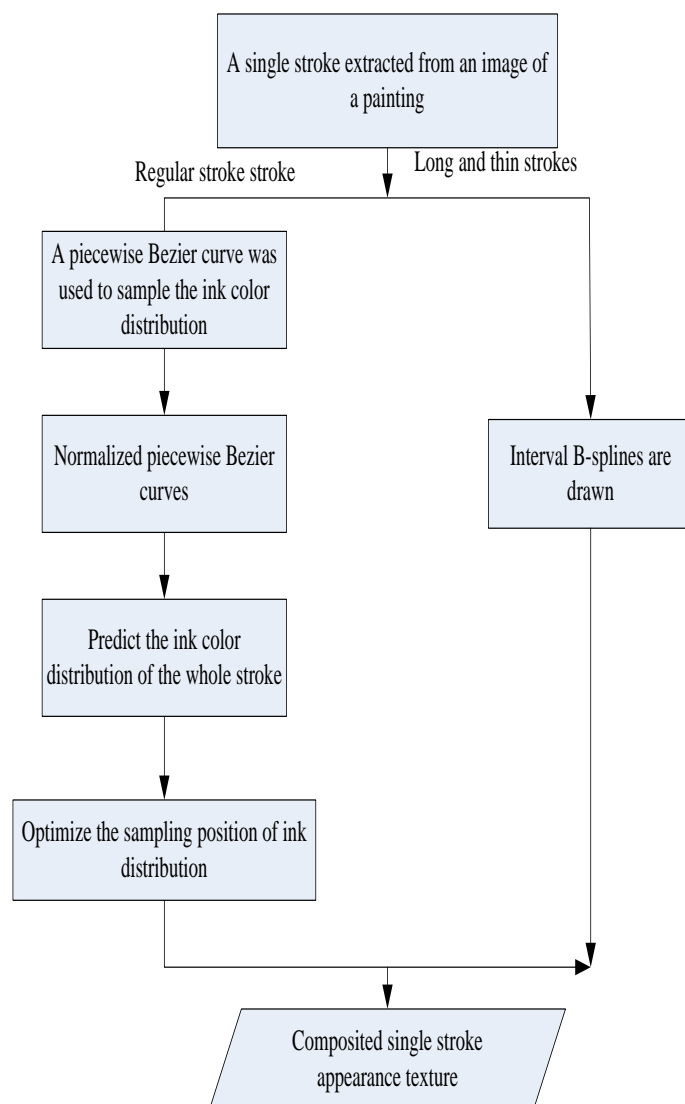 A single stroke extracted from an image of
a painting
Regular stroke stroke
Long and thin strokes
A piecewise Bezier curve was
used to sample the ink color
distribution
Normalized piecewise Bezier
curves
Interval B-splines are
drawn
Predict the ink color
distribution of the whole stroke
Optimize the sampling position of ink
distribution
Composited single stroke
appearance texture